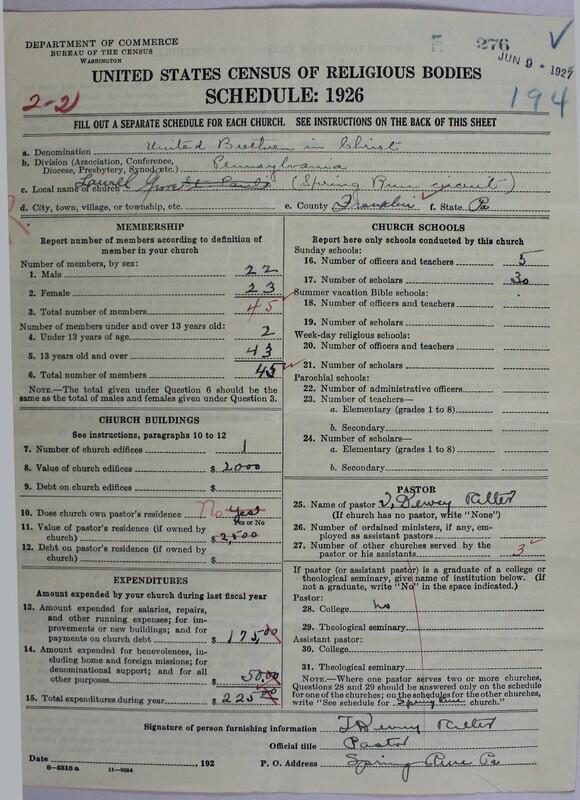 DEPARTMENT OF COMMERCE
BUREAU OF THE CENSUS
WASHINGTON
E 276
JUN 9 - 1927
UNITED STATES CENSUS OF RELIGIOUS BODIES
SCHEDULE: 1926
2-2
194
FILL OUT A SEPARATE SCHEDULE FOR EACH CHURCH. SEE INSTRUCTIONS ON THE BACK OF THIS SHEET
a. Denomination United Brethren in Christ
b. Division (Association, Conference, Diocese, Presbytery, Synod, etc.) Pennsylvania
c. Local name of church Laurel Grove St. Pauls (Spring Run circuit)
d. City, town, village, or township, etc. e. County Franklin f. State Pa
R.
MEMBERSHIP
Report number of members according to definition of
member in your church
Number of members, by sex:
1. Male 22
2. Female 23
3. Total number of members 45
Number of members under and over 13 years old:
4. Under 13 years of age 2
5. 13 years old and over 43
6. Total number of members 45
NOTE.—The total given under Question 6 should be the
same as the total of males and females given under Question 3.
CHURCH BUILDINGS
See instructions, paragraphs 10 to 12
7. Number of church edifices 1
8. Value of church edifices $ 2000
9. Debt on church edifices $
10. Does church own pastor's residence No yes
Yes or No
11. Value of pastor's residence (if owned by
church) $ 2,500
12. Debt on pastor's residence (if owned by
church) $
EXPENDITURES
Amount expended by your church during last fiscal year
13. Amount expended for salaries, repairs,
and other running expenses; for im-
provements or new buildings; and for
payments on church debt $ 175.00
14. Amount expended for benevolences, in-
cluding home and foreign missions; for
denominational support; and for all
other purposes $ 50.00
15. Total expenditures during year $ 225.00
CHURCH SCHOOLS
Report here only schools conducted by this church
Sunday schools:
16. Number of officers and teachers 5
17. Number of scholars 30
Summer vacation Bible schools:
18. Number of officers and teachers
19. Number of scholars
Week-day religious schools:
20. Number of officers and teachers
21. Number of scholars
Parochial schools:
22. Number of administrative officers
23. Number of teachers—
a. Elementary (grades 1 to 8)
b. Secondary
24. Number of scholars—
a. Elementary (grades 1 to 8)
b. Secondary
PASTOR
25. Name of pastor Dewey
(If church has no pastor, write "None")
26. Number of ordained ministers, if any, em-
ployed as assistant pastors
27. Number of other churches served by the
pastor or his assistants 3
If pastor (or assistant pastor) is a graduate of a college or
theological seminary, give name of institution below. (If
not a graduate, write "No" in the space indicated.)
Pastor:
28. College No
29. Theological seminary
Assistant pastor:
30. College
31. Theological seminary
NOTE.—Where one pastor serves two or more churches,
Questions 28 and 29 should be answered only on the schedule
for one of the churches; on the schedules for the other churches,
write "See schedule for Spring Run church."
Signature of person furnishing information Dewey
Official title Pastor
Date , 192 P. O. Address Spring Run Pa
8-5518a 11-9054